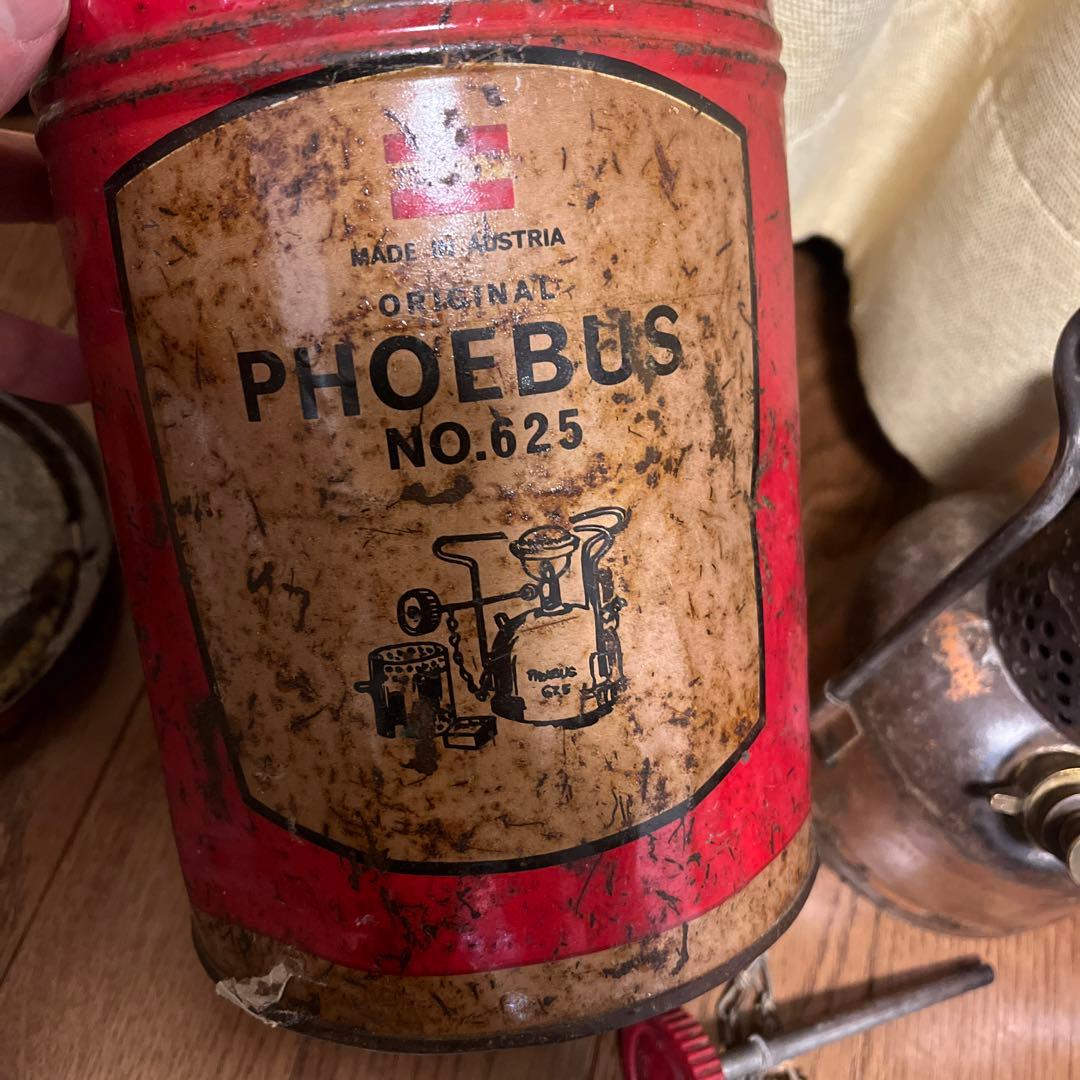 MADE IN AUSTRIA
ORIGINAL
PHOEBUS
NO.625
PHOEBUS
625